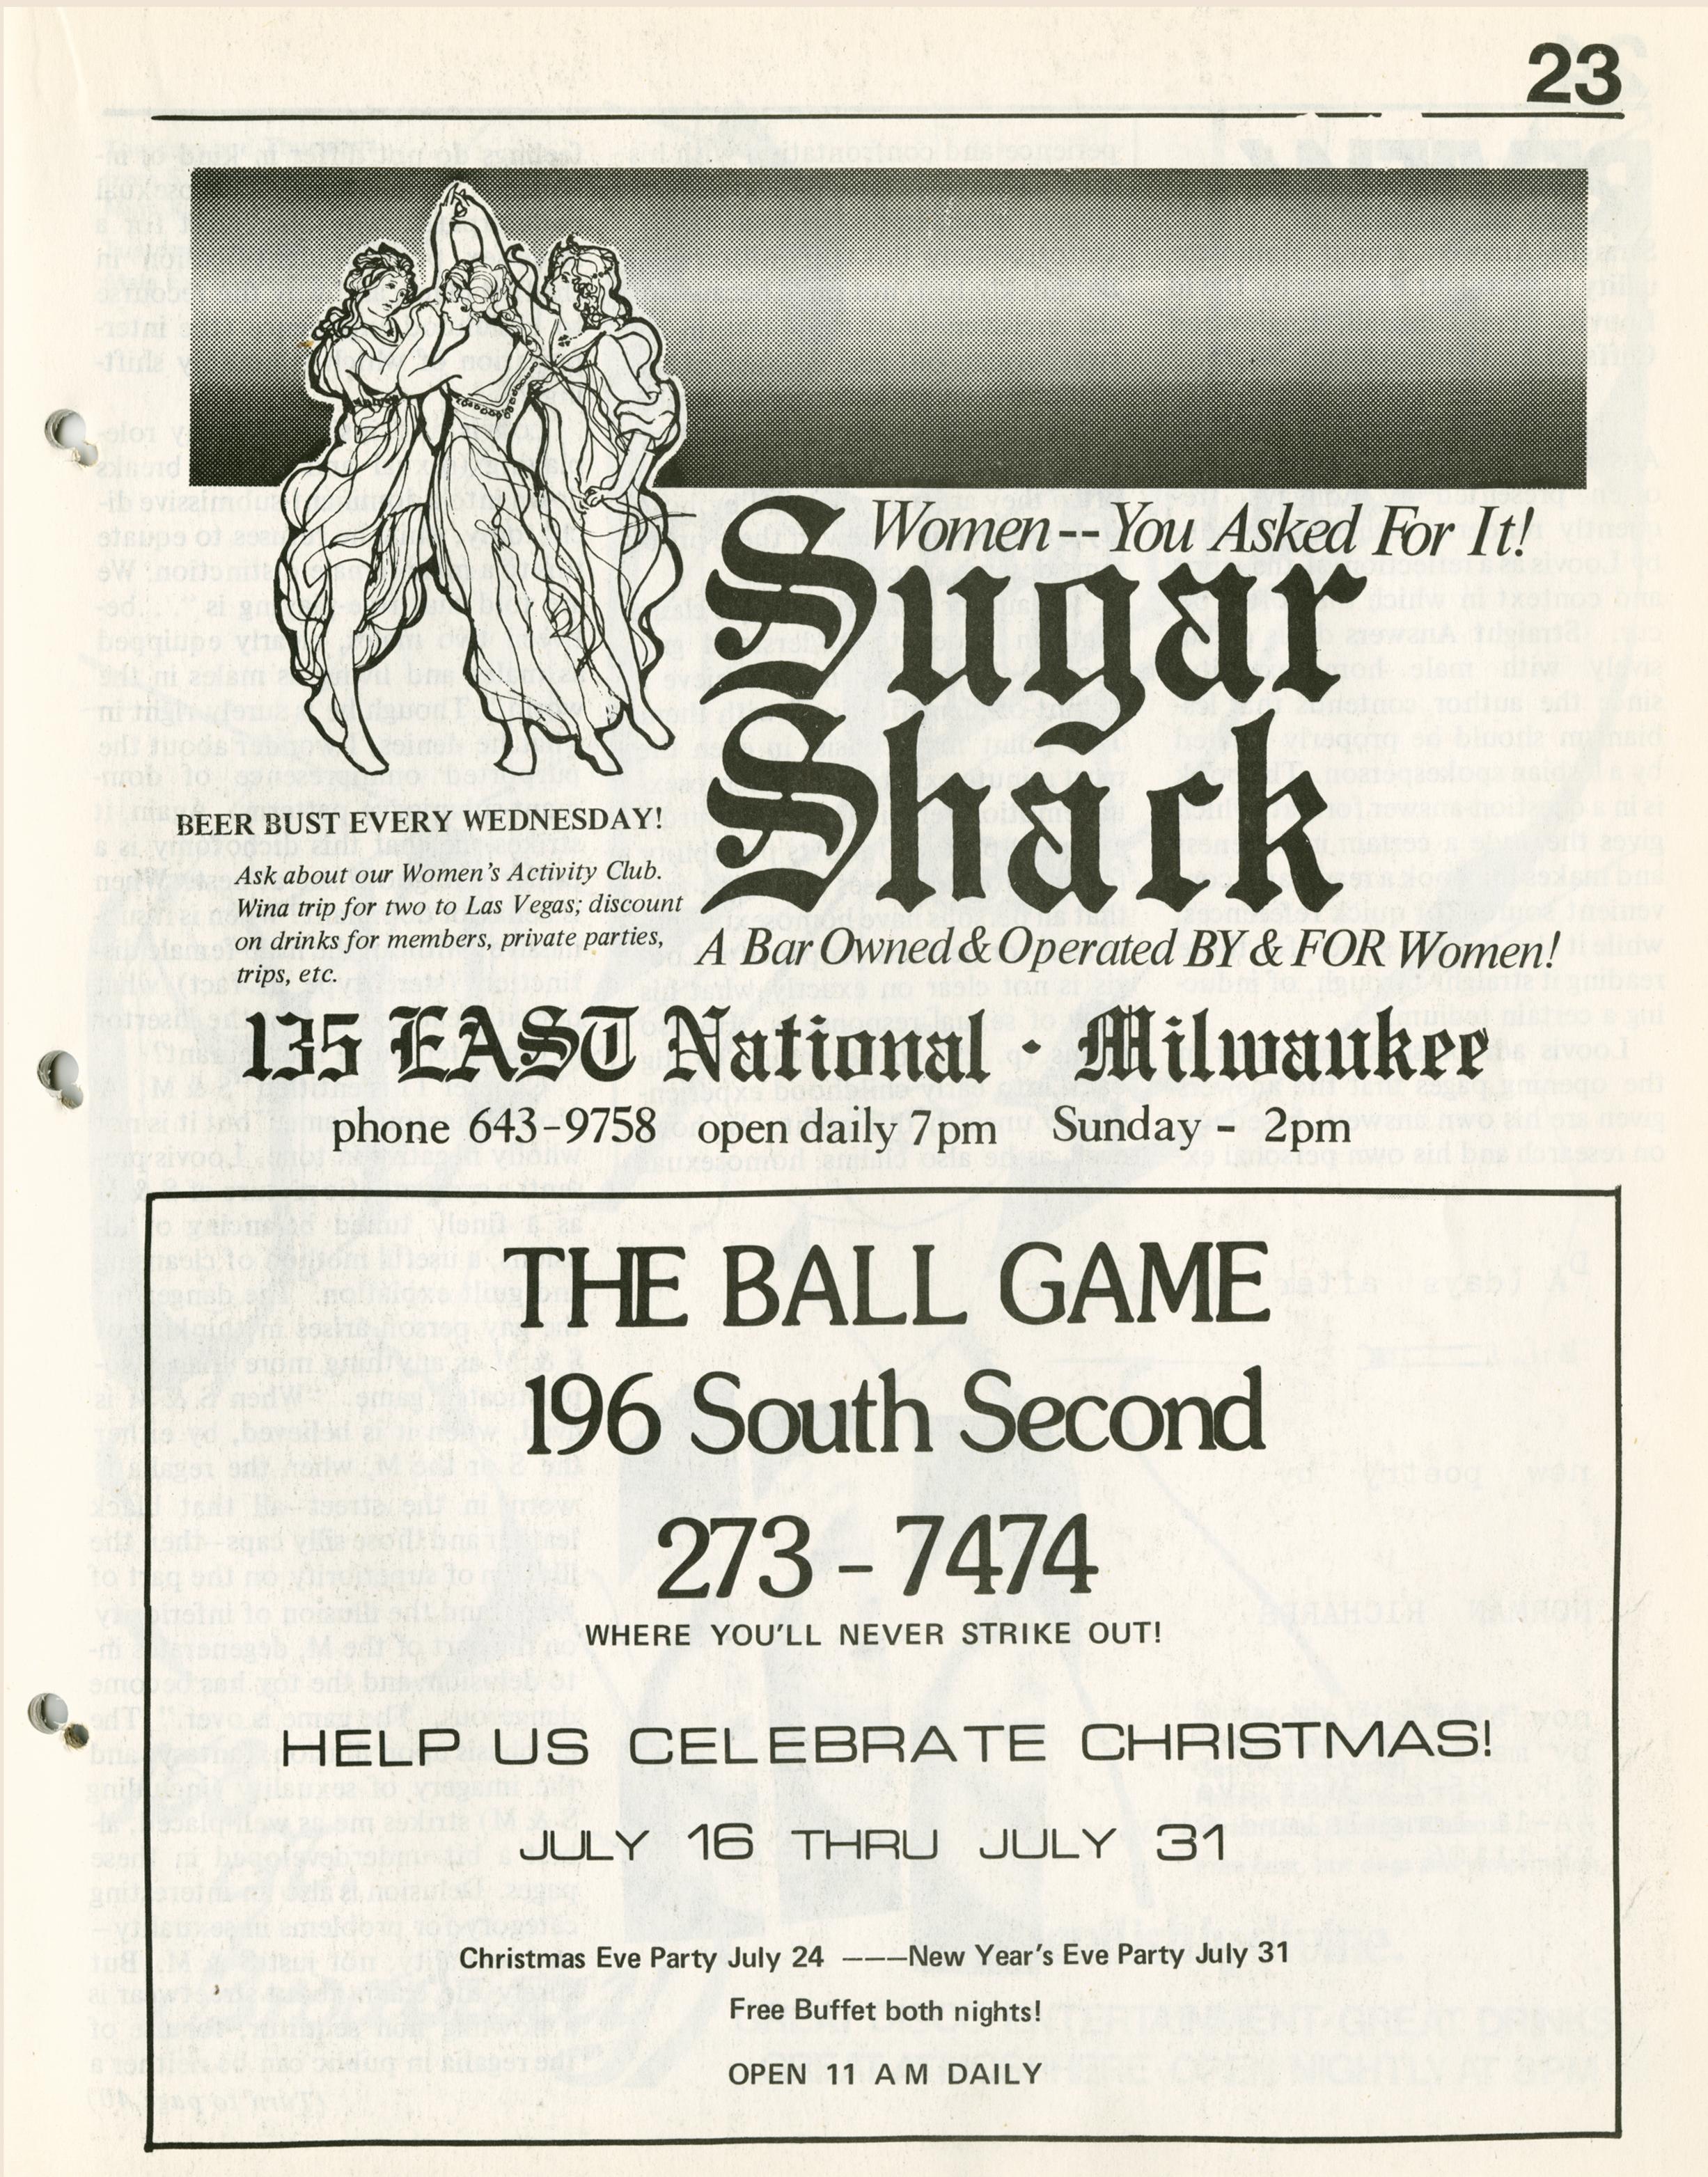 23
Women--You Asked For It!
Sugar
Shack
BEER BUST EVERY WEDNESDAY!
Ask about our Women's Activity Club.
Wina trip for two to Las Vegas; discount
on drinks for members, private parties,
trips, etc.
A Bar Owned & Operated BY & FOR Women!
135 EAST National · Milwaukee
phone 643-9758 open daily 7pm Sunday - 2pm
THE BALL GAME
196 South Second
273-7474
WHERE YOU'LL NEVER STRIKE OUT!
HELP US CELEBRATE CHRISTMAS!
JULY 16 THRU JULY 31
Christmas Eve Party July 24 ---New Year's Eve Party July 31
Free Buffet both nights!
OPEN 11 AM DAILY